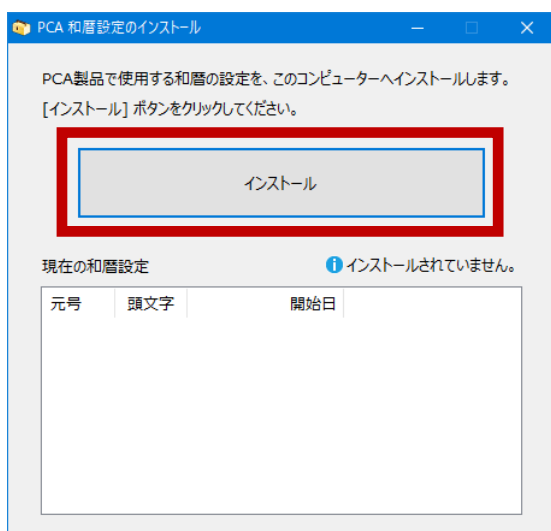 PCA 和暦設定のインストール
PCA製品で使用する和暦の設定を、このコンピューターへインストールします。
[インストール] ボタンをクリックしてください。
インストール
現在の和暦設定 インストールされていません。
元号 頭文字 開始日